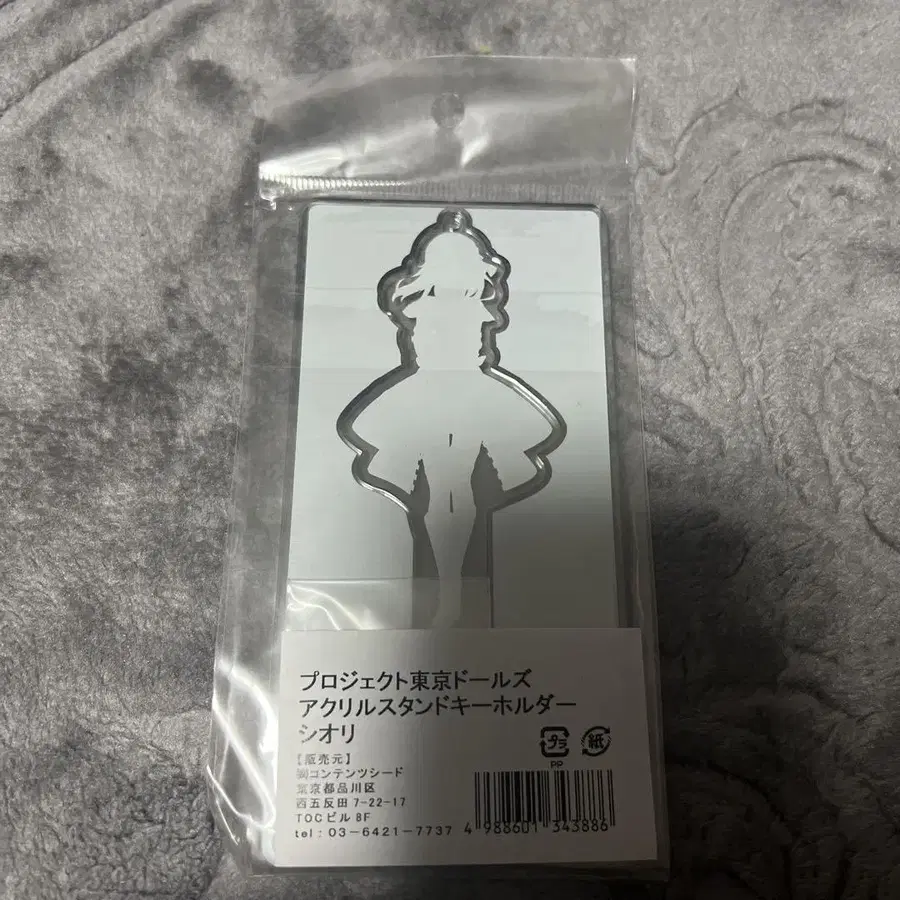 プロジェクト東京ドールズ
アクリルスタンドキーホルダー
シオリ
プラ
PP
紙
【販売元】
㈱コンテンツシード
東京都品川区
西五反田 7-22-17
TOCビル 8F
tel: 03-6421-7737
4 988601 343886